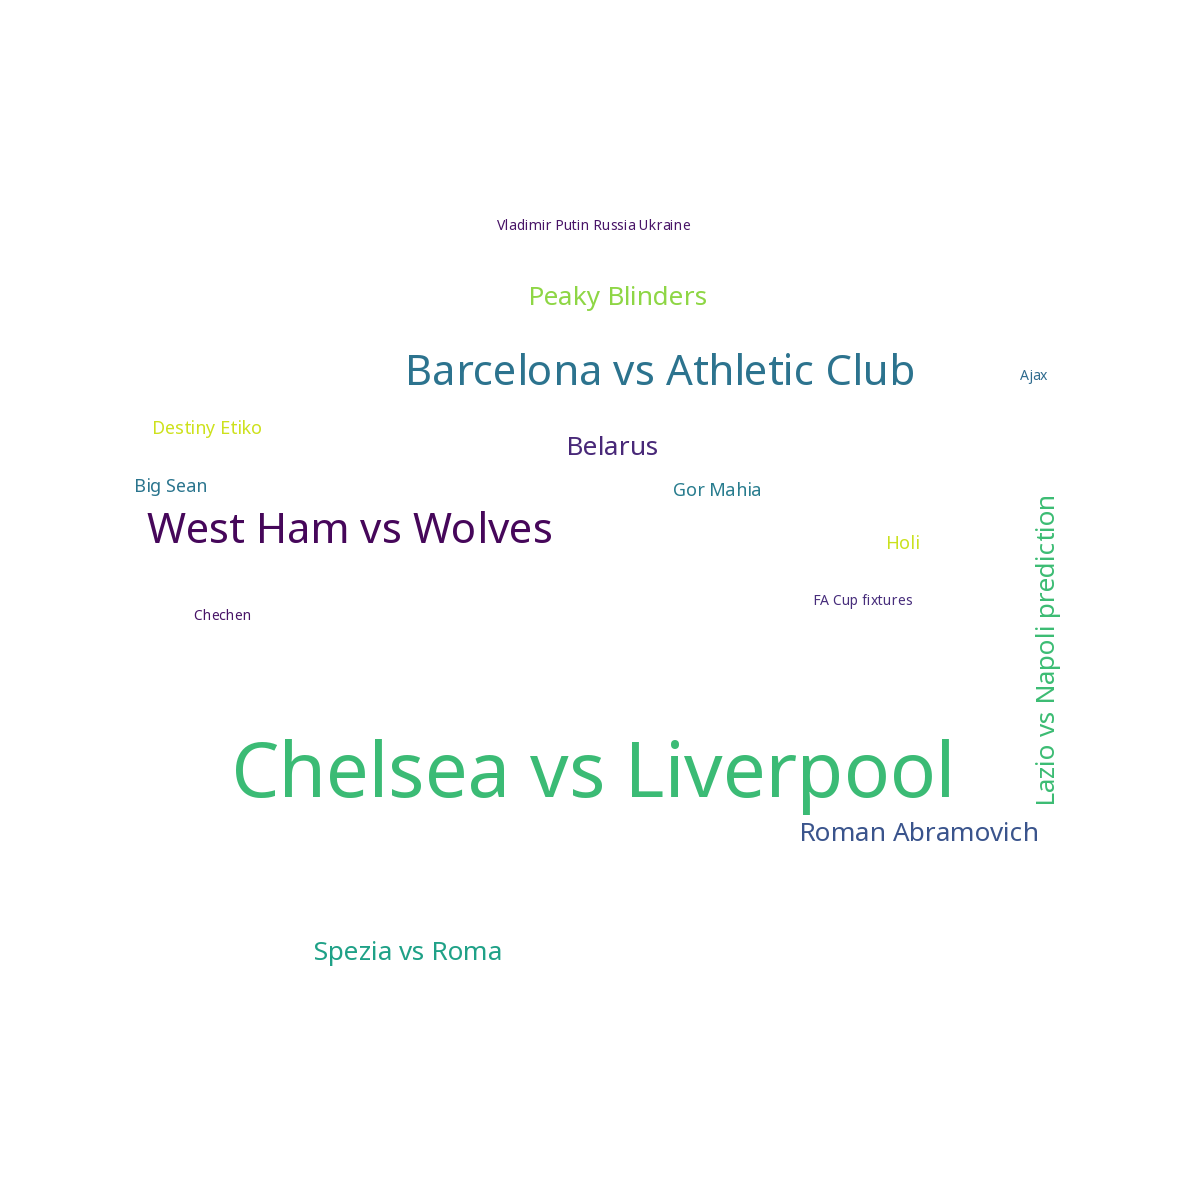 Vladimir Putin Russia Ukraine
Peaky Blinders
Barcelona vs Athletic Club
Ajax
Destiny Etiko
Belarus
Big Sean
Gor Mahia
West Ham vs Wolves
Holi
Lazio vs Napoli prediction
FA Cup fixtures
Chechen
Chelsea vs Liverpool
Roman Abramovich
Spezia vs Roma